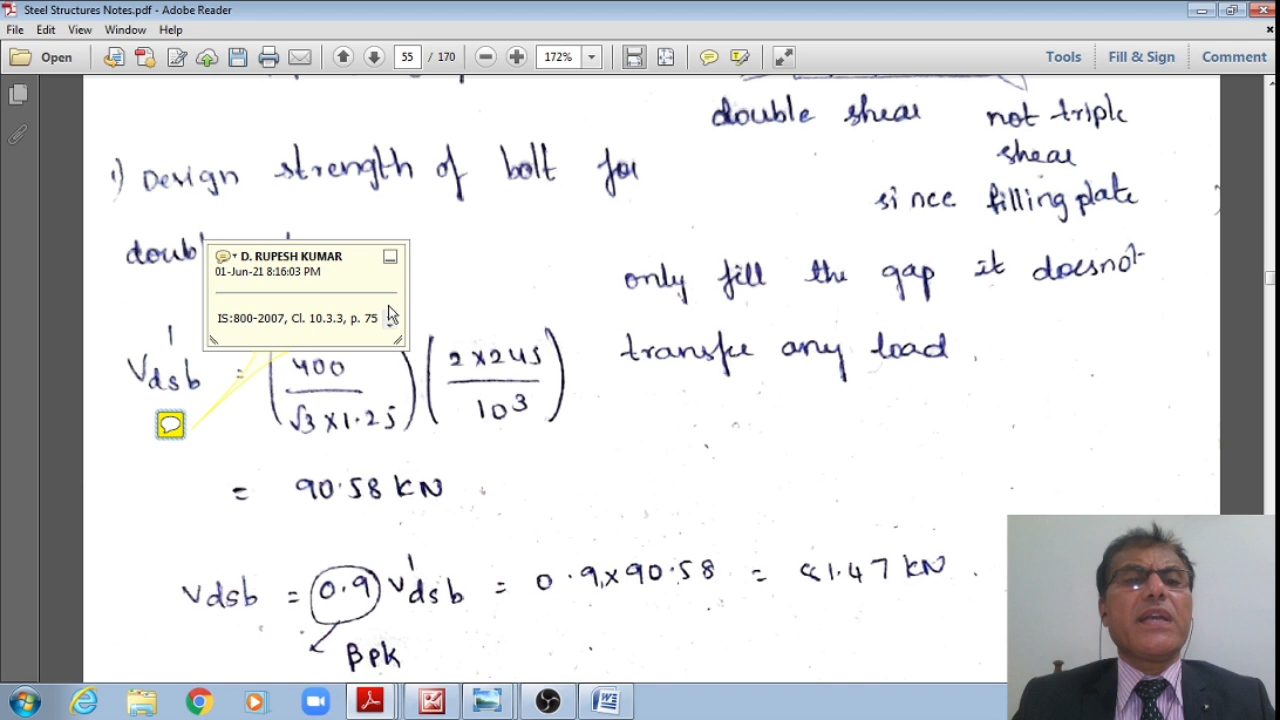 Steel Structures Notes.pdf - Adobe Reader
File Edit View Window Help
Open 55 / 170 172% Tools Fill & Sign Comment
double shear not triple
shear
1) Design strength of bolt for
since filling plate
doub
D. RUPESH KUMAR
01-Jun-21 8:16:03 PM
IS:800-2007, Cl. 10.3.3, p. 75
only fill the gap it doesnot
transfer any load.
V'dsb = (400 / √3 × 1.25) (2 × 245 / 10³)
= 90.58 KN
Vdsb = 0.9 V'dsb = 0.9 × 90.58 = 81.47 KN.
βpk